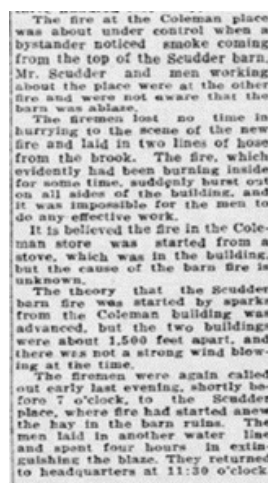 The fire at the Coleman place
was about under control when a
bystander noticed smoke coming
from the top of the Scudder barn.
Mr. Scudder and men working
about the place were at the other
fire and were not aware that the
barn was ablaze.
The firemen lost no time in
hurrying to the scene of the new
fire and laid in two lines of hose
from the brook. The fire, which
evidently had been burning inside
for some time, suddenly burst out
on all sides of the building, and
it was impossible for the men to
do any effective work.
It is believed the fire in the Cole-
man store was started from a
stove, which was in the building,
but the cause of the barn fire is
unknown.
The theory that the Scudder
barn fire was started by sparks
from the Coleman building was
advanced, but the two buildings
were about 1,500 feet apart, and
there was not a strong wind blow-
ing at the time.
The firemen were again called
out early last evening, shortly be-
fore 7 o'clock, to the Scudder
place, where fire had started anew
the hay in the barn ruins. The
men laid in another water line
and spent four hours in extin-
guishing the blaze. They returned
to headquarters at 11:30 o'clock